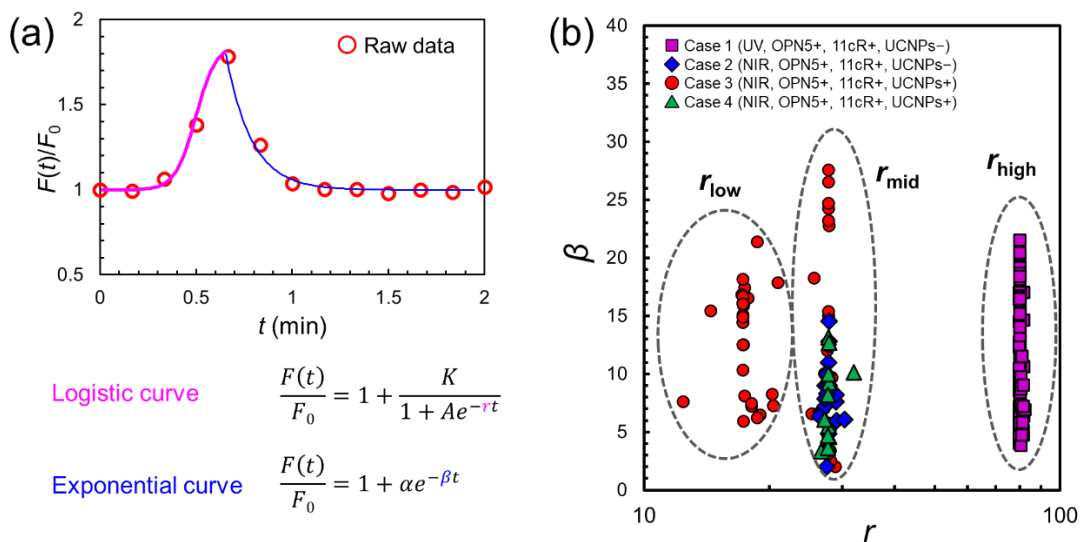 (a)
2
1.5
1
0.5
0
0.5
1
1.5
2
F(t)/F₀
t (min)
Raw data
Logistic curve
F(t)/F₀ = 1 + K/(1 + Ae⁻ʳᵗ)
Exponential curve
F(t)/F₀ = 1 + αe^{−βt}
(b)
40
35
30
25
20
15
10
5
0
β
10
100
r
Case 1 (UV, OPN5+, 11cR+, UCNPs−)
Case 2 (NIR, OPN5+, 11cR+, UCNPs−)
Case 3 (NIR, OPN5+, 11cR+, UCNPs+)
Case 4 (NIR, OPN5+, 11cR+, UCNPs+)
r low
r mid
r high